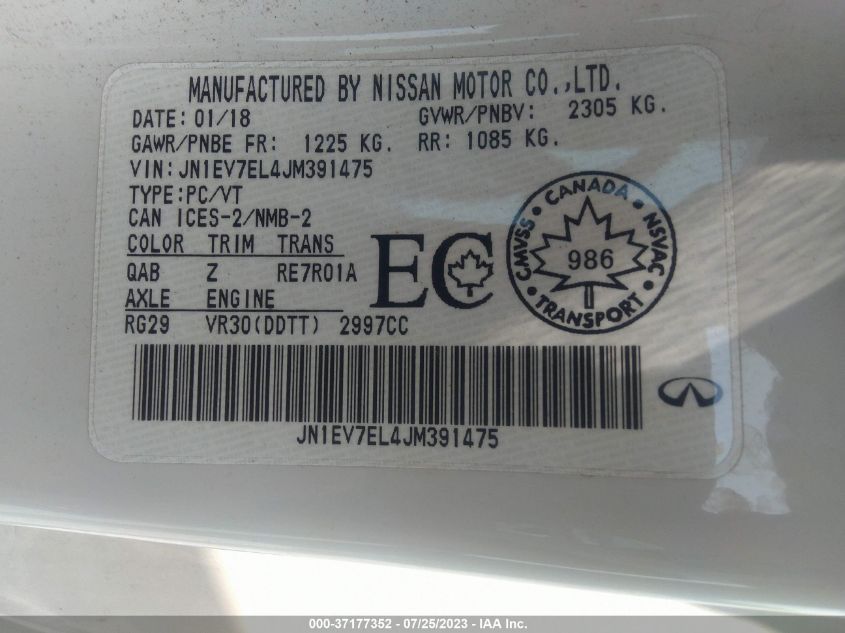 MANUFACTURED BY NISSAN MOTOR CO.,LTD.
DATE: 01/18 GVWR/PNBV: 2305 KG.
GAWR/PNBE FR: 1225 KG. RR: 1085 KG.
VIN: JN1EV7EL4JM391475
TYPE:PC/VT
CAN ICES-2/NMB-2
COLOR TRIM TRANS
QAB Z RE7R01A
AXLE ENGINE
RG29 VR30(DDTT) 2997CC
EC
CMVSS • CANADA • NSVAC • TRANSPORT •
986
JN1EV7EL4JM391475
000-37177352 - 07/25/2023 - IAA Inc.